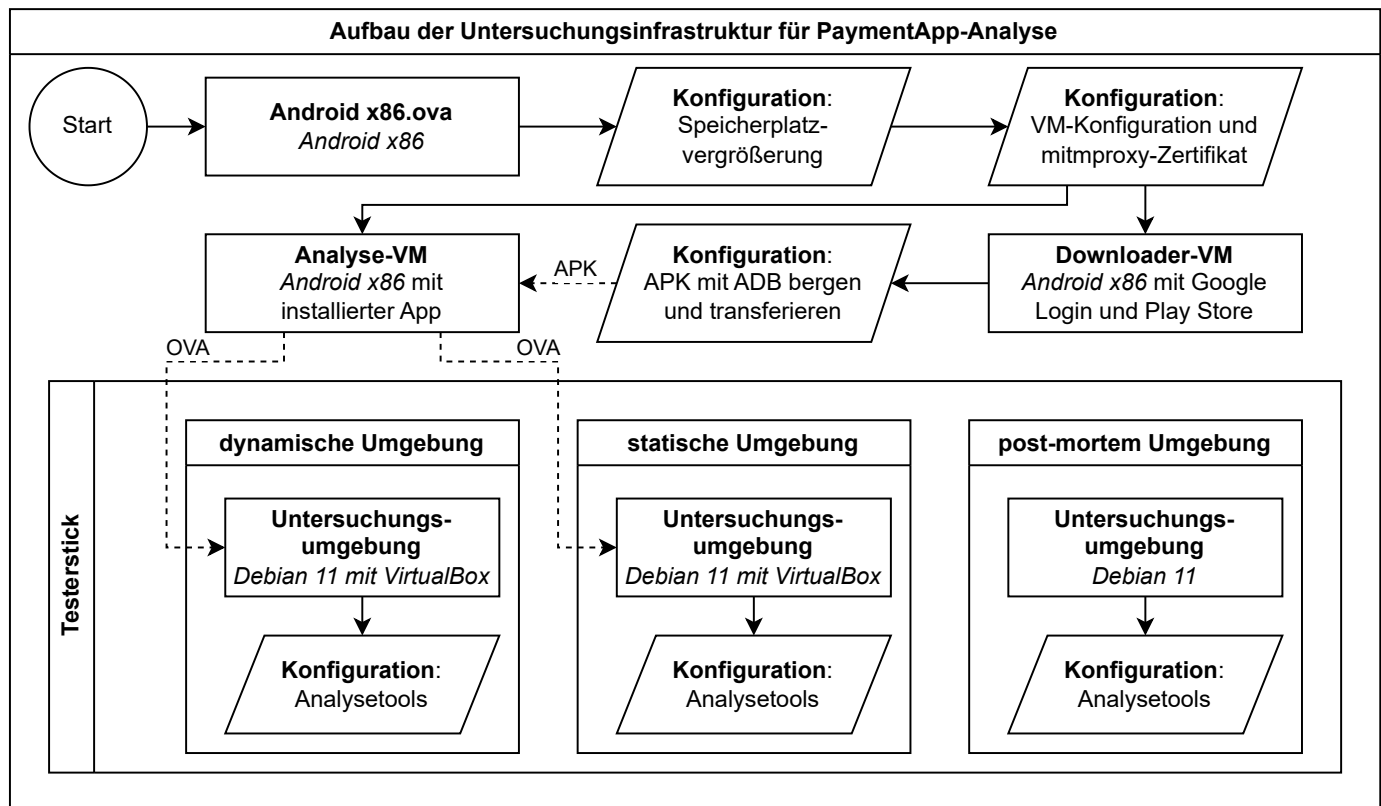 Aufbau der Untersuchungsinfrastruktur für PaymentApp-Analyse
Start
Android x86.ova
Android x86
Konfiguration:
Speicherplatz-
vergrößerung
Konfiguration:
VM-Konfiguration und
mitmproxy-Zertifikat
Analyse-VM
Android x86 mit
installierter App
APK
Konfiguration:
APK mit ADB bergen
und transferieren
Downloader-VM
Android x86 mit Google
Login und Play Store
OVA
OVA
Testerstick
dynamische Umgebung
Untersuchungs-
umgebung
Debian 11 mit VirtualBox
Konfiguration:
Analysetools
statische Umgebung
Untersuchungs-
umgebung
Debian 11 mit VirtualBox
Konfiguration:
Analysetools
post-mortem Umgebung
Untersuchungs-
umgebung
Debian 11
Konfiguration:
Analysetools